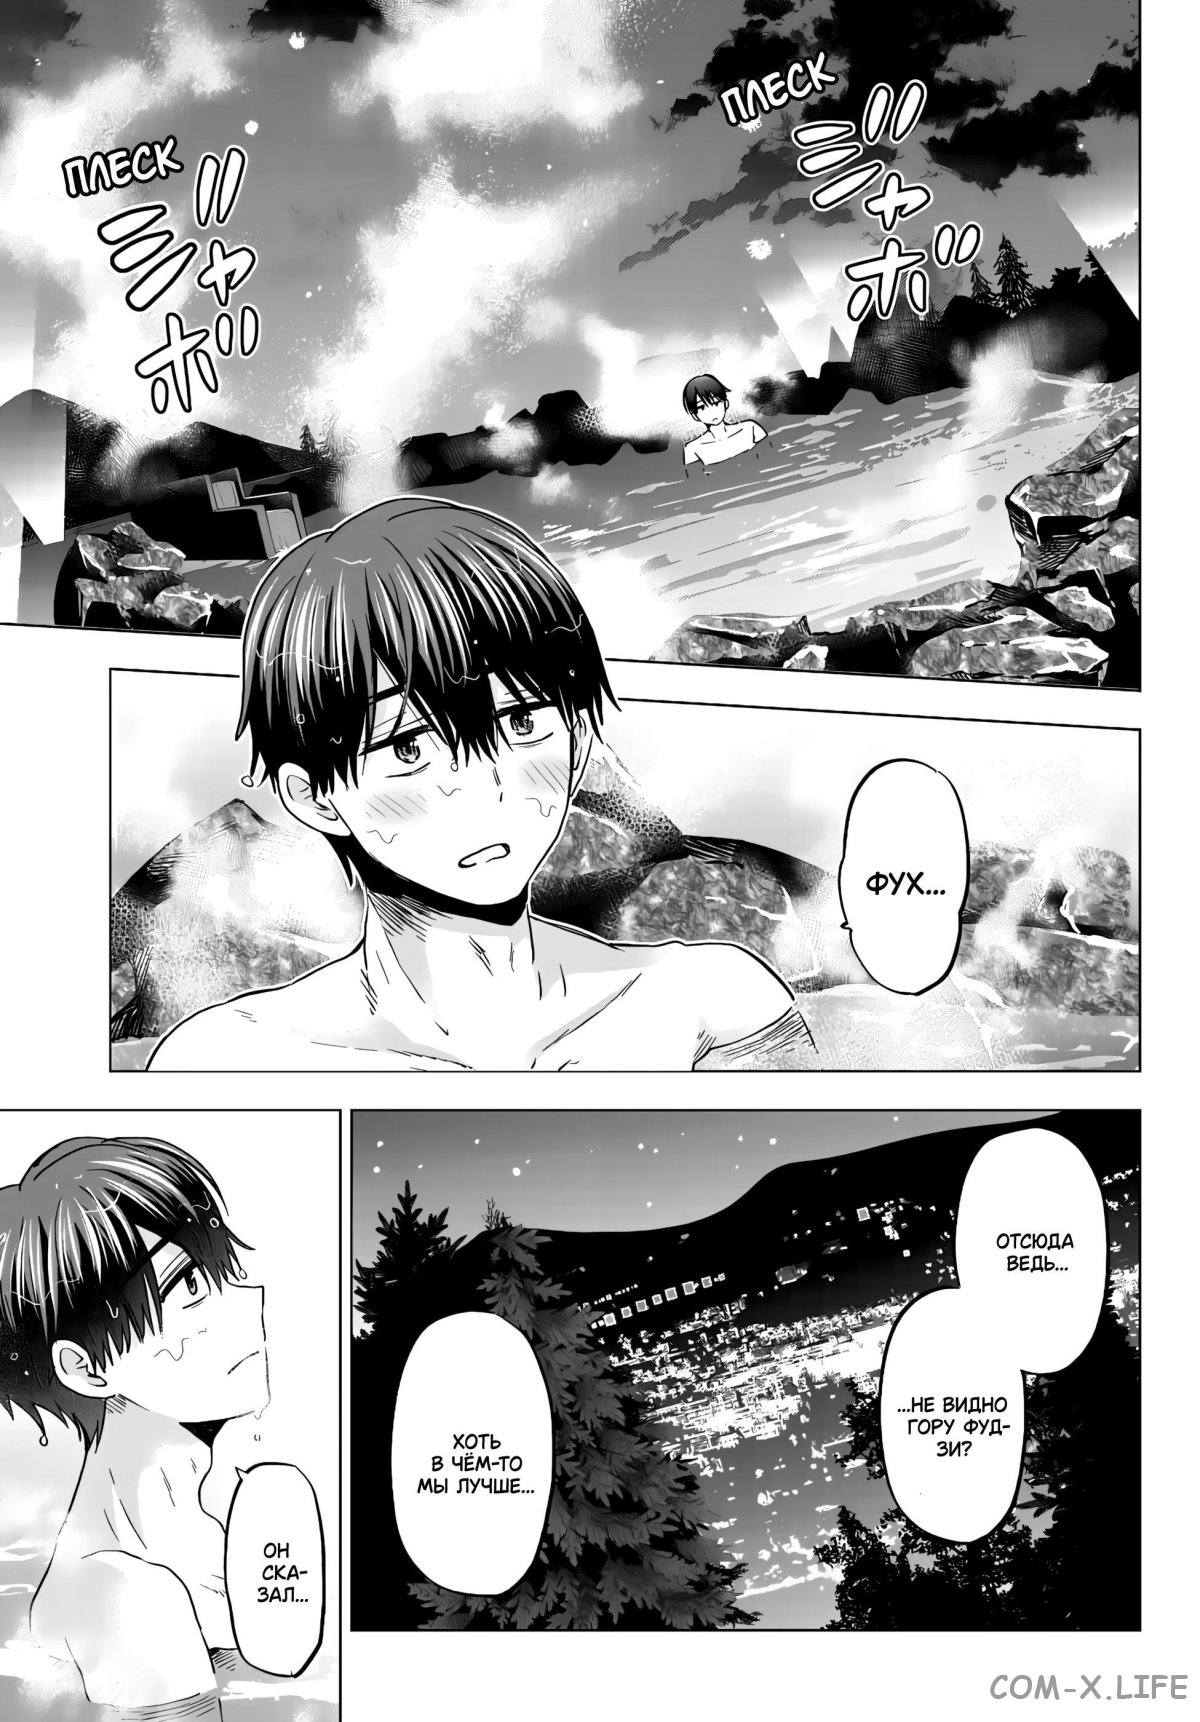 ПЛЕСК
ジャボ
ПЛЕСК
ジャボ
ФУХ...
ОТСЮДА
ВЕДЬ...
...НЕ ВИДНО
ГОРУ ФУД-
ЗИ?
ХОТЬ
В ЧЁМ-ТО
МЫ ЛУЧШЕ...
ОН
СКА-
ЗАЛ...
COM-X.LIFE